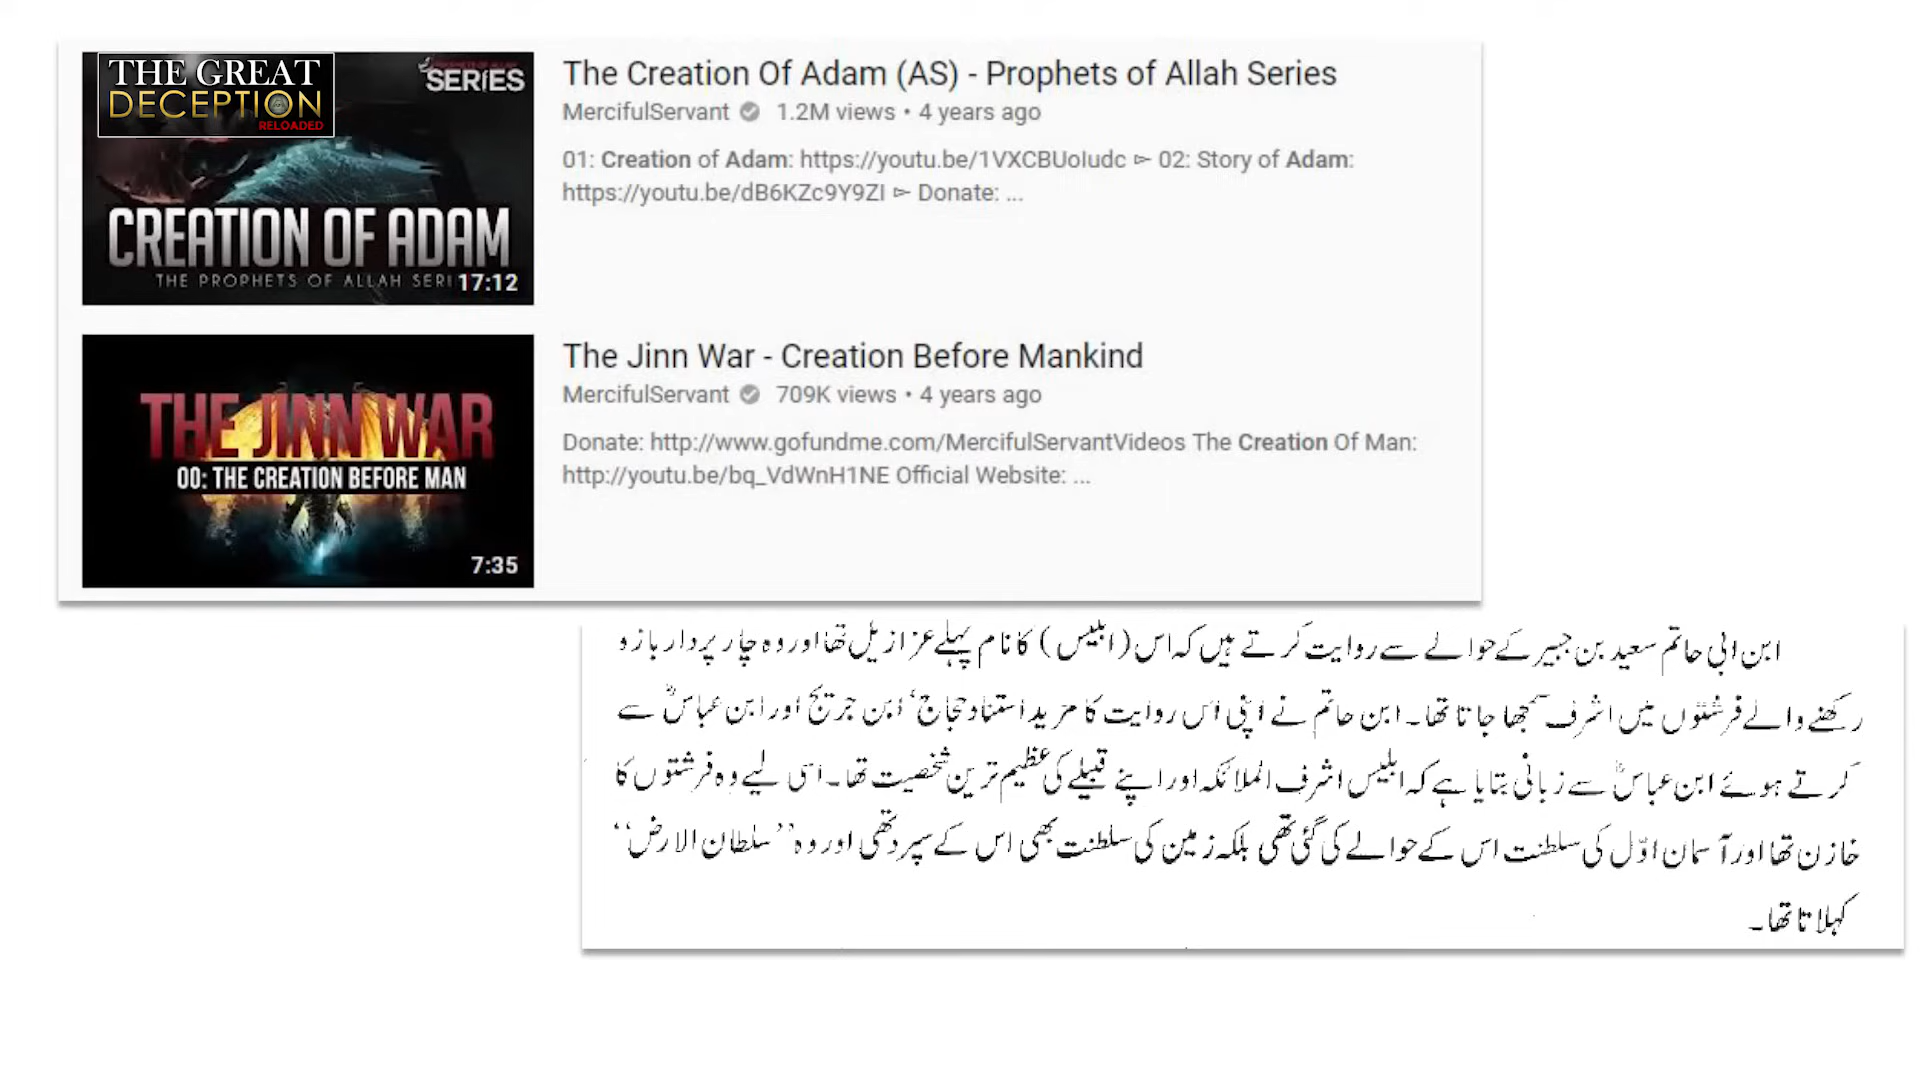 THE GREAT
DECEPTION
RELOADED
SERIES
CREATION OF ADAM
THE PROPHETS OF ALLAH SERI
17:12
The Creation Of Adam (AS) - Prophets of Allah Series
MercifulServant 1.2M views • 4 years ago
01: Creation of Adam: https://youtu.be/1VXCBUoIudc ➢ 02: Story of Adam:
https://youtu.be/dB6KZc9Y9ZI ➢ Donate: ...
THE JINN WAR
00: THE CREATION BEFORE MAN
7:35
The Jinn War - Creation Before Mankind
MercifulServant 709K views • 4 years ago
Donate: http://www.gofundme.com/MercifulServantVideos The Creation Of Man:
http://youtu.be/bq_VdWnH1NE Official Website: ...
ابن ابی حاتم سعید بن جبیر کے حوالے سے روایت کرتے ہیں کہ اس (ابلیس) کا نام پہلے عزازیل تھا اور وہ چار پردار بازو
رکھنے والے فرشتوں میں اشرف سمجھا جاتا تھا۔ ابن حاتم نے اپنی اس روایت کا مزید استناد حجاج‘ ابن جریج اور ابن عباسؓ سے
کرتے ہوئے ابن عباسؓ سے زبانی بتایا ہے کہ ابلیس اشرف الملائکہ اور اپنے قبیلے کی عظیم ترین شخصیت تھا۔ اسی لیے وہ فرشتوں کا
خازن تھا اور آسمان اوّل کی سلطنت اس کے حوالے کی گئی تھی بلکہ زمین کی سلطنت بھی اس کے سپرد تھی اور وہ ’’سلطان الارض‘‘
کہلاتا تھا۔